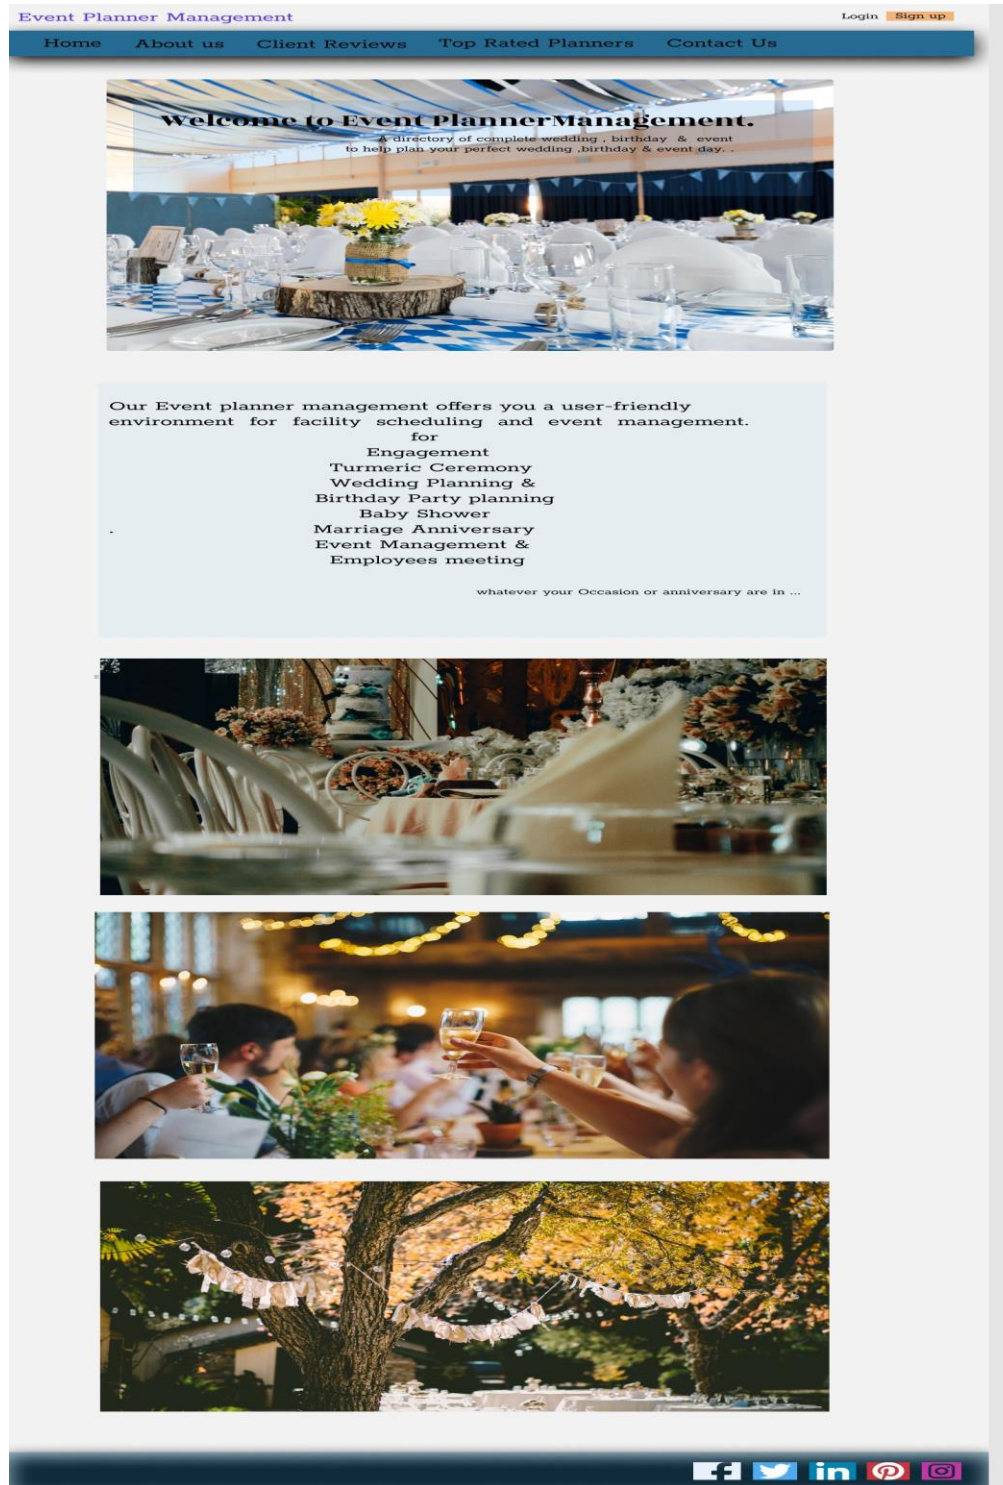 Event Planner Management
Login Sign up
Home About us Client Reviews Top Rated Planners Contact Us
Welcome to Event PlannerManagement.
A directory of complete wedding , birthday & event
to help plan your perfect wedding ,birthday & event day. .
Our Event planner management offers you a user-friendly
environment for facility scheduling and event management.
for
Engagement
Turmeric Ceremony
Wedding Planning &
Birthday Party planning
Baby Shower
. Marriage Anniversary
Event Management &
Employees meeting
whatever your Occasion or anniversary are in ...